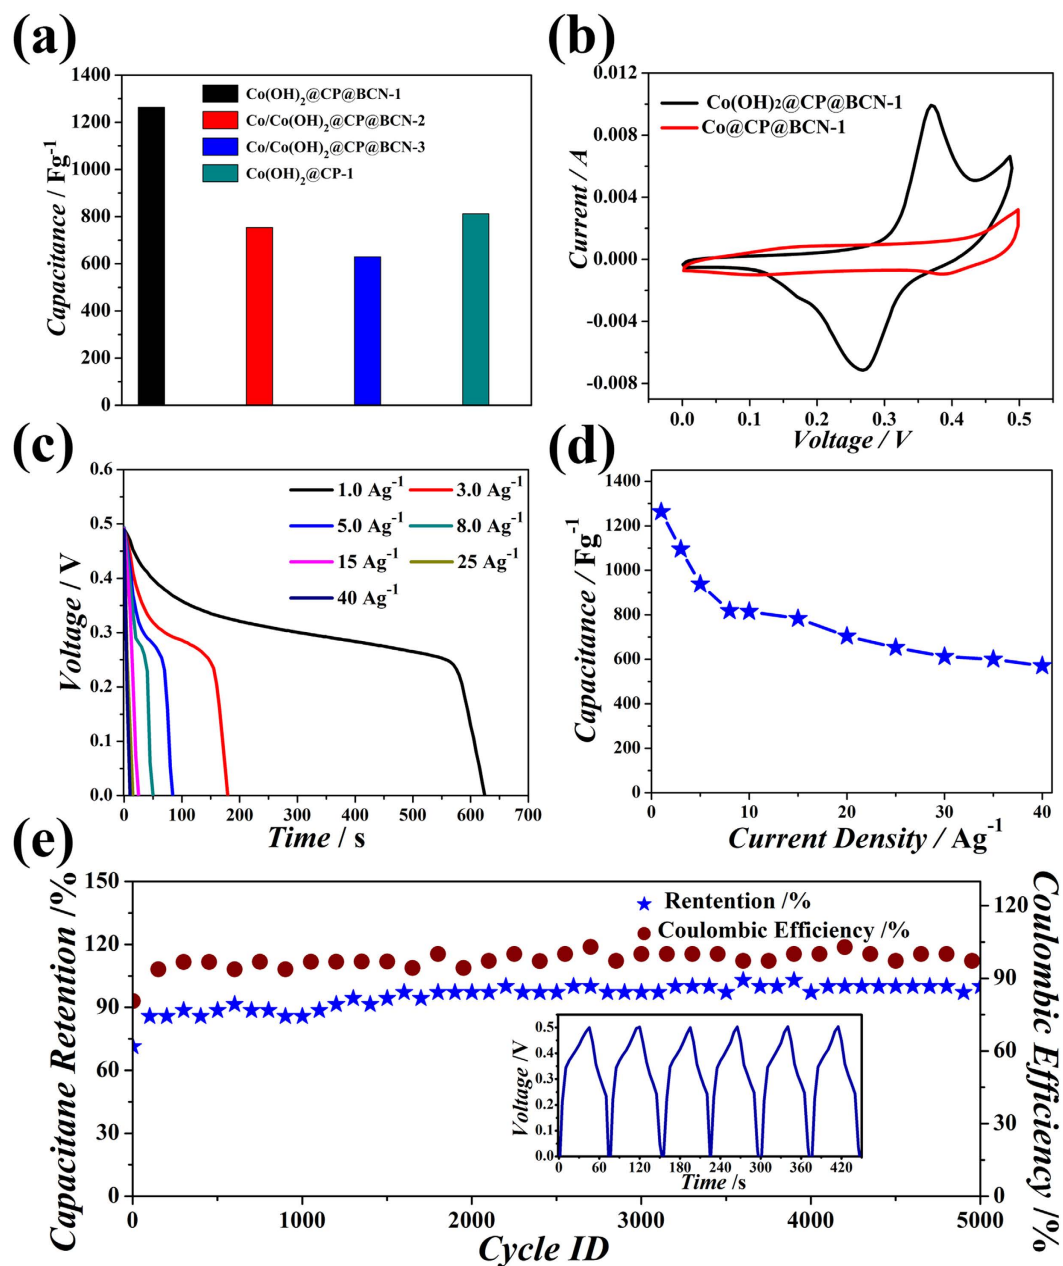 (a)
1400
1200
1000
800
600
400
200
0
Capacitance / Fg-1
Co(OH)2@CP@BCN-1
Co/Co(OH)2@CP@BCN-2
Co/Co(OH)2@CP@BCN-3
Co(OH)2@CP-1
(b)
0.012
0.008
0.004
0.000
-0.004
-0.008
Current / A
Co(OH)2@CP@BCN-1
Co@CP@BCN-1
0.0 0.1 0.2 0.3 0.4 0.5
Voltage / V
(c)
0.6
0.5
0.4
0.3
0.2
0.1
0.0
Voltage / V
1.0 Ag-1 3.0 Ag-1
5.0 Ag-1 8.0 Ag-1
15 Ag-1 25 Ag-1
40 Ag-1
0 100 200 300 400 500 600 700
Time / s
(d)
1400
1200
1000
800
600
400
200
0
Capacitance / Fg-1
0 10 20 30 40
Current Density / Ag-1
(e)
150
120
90
60
30
0
Capacitane Retention /%
Rentention /%
Coulombic Efficiency /%
120
90
60
30
0
Coulombic Efficiency /%
0.5
0.4
0.3
0.2
0.1
0.0
Voltage /V
0 60 120 180 240 300 360 420
Time /s
0 1000 2000 3000 4000 5000
Cycle ID